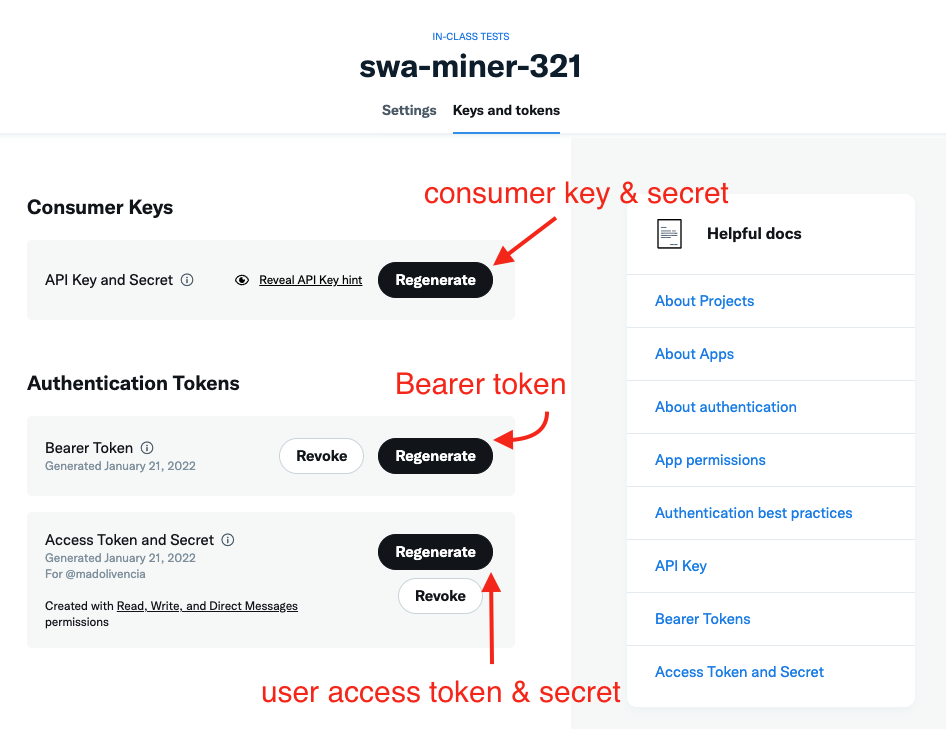 IN-CLASS TESTS
swa-miner-321
Settings Keys and tokens
consumer key & secret
Consumer Keys
API Key and Secret Reveal API Key hint Regenerate
Authentication Tokens
Bearer token
Bearer Token
Generated January 21, 2022
Revoke Regenerate
Access Token and Secret
Generated January 21, 2022
For @madolivencia
Regenerate
Revoke
Created with Read, Write, and Direct Messages
permissions
user access token & secret
Helpful docs
About Projects
About Apps
About authentication
App permissions
Authentication best practices
API Key
Bearer Tokens
Access Token and Secret